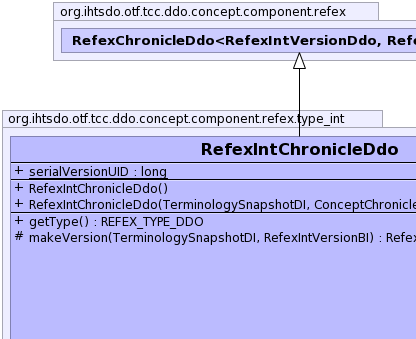 org.ihtsdo.otf.tcc.ddo.concept.component.refex
RefexChronicleDdo<RefexIntVersionDdo, Refe
org.ihtsdo.otf.tcc.ddo.concept.component.refex.type_int
RefexIntChronicleDdo
+ serialVersionUID : long
+ RefexIntChronicleDdo()
+ RefexIntChronicleDdo(TerminologySnapshotDI, ConceptChronicle
+ getType() : REFEX_TYPE_DDO
# makeVersion(TerminologySnapshotDI, RefexIntVersionBI) : Refex